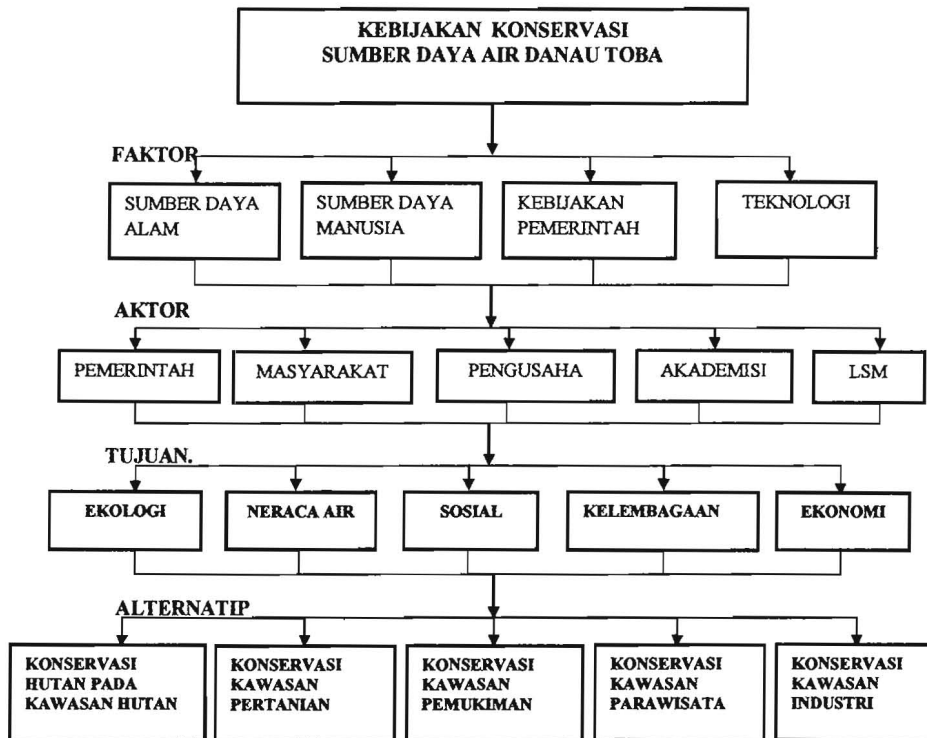 KEBIJAKAN KONSERVASI
SUMBER DAYA AIR DANAU TOBA
FAKTOR
SUMBER DAYA
ALAM
SUMBER DAYA
MANUSIA
KEBIJAKAN
PEMERINTAH
TEKNOLOGI
AKTOR
PEMERINTAH
MASYARAKAT
PENGUSAHA
AKADEMISI
LSM
TUJUAN.
EKOLOGI
NERACA AIR
SOSIAL
KELEMBAGAAN
EKONOMI
ALTERNATIP
KONSERVASI
HUTAN PADA
KAWASAN HUTAN
KONSERVASI
KAWASAN
PERTANIAN
KONSERVASI
KAWASAN
PEMUKIMAN
KONSERVASI
KAWASAN
PARAWISATA
KONSERVASI
KAWASAN
INDUSTRI